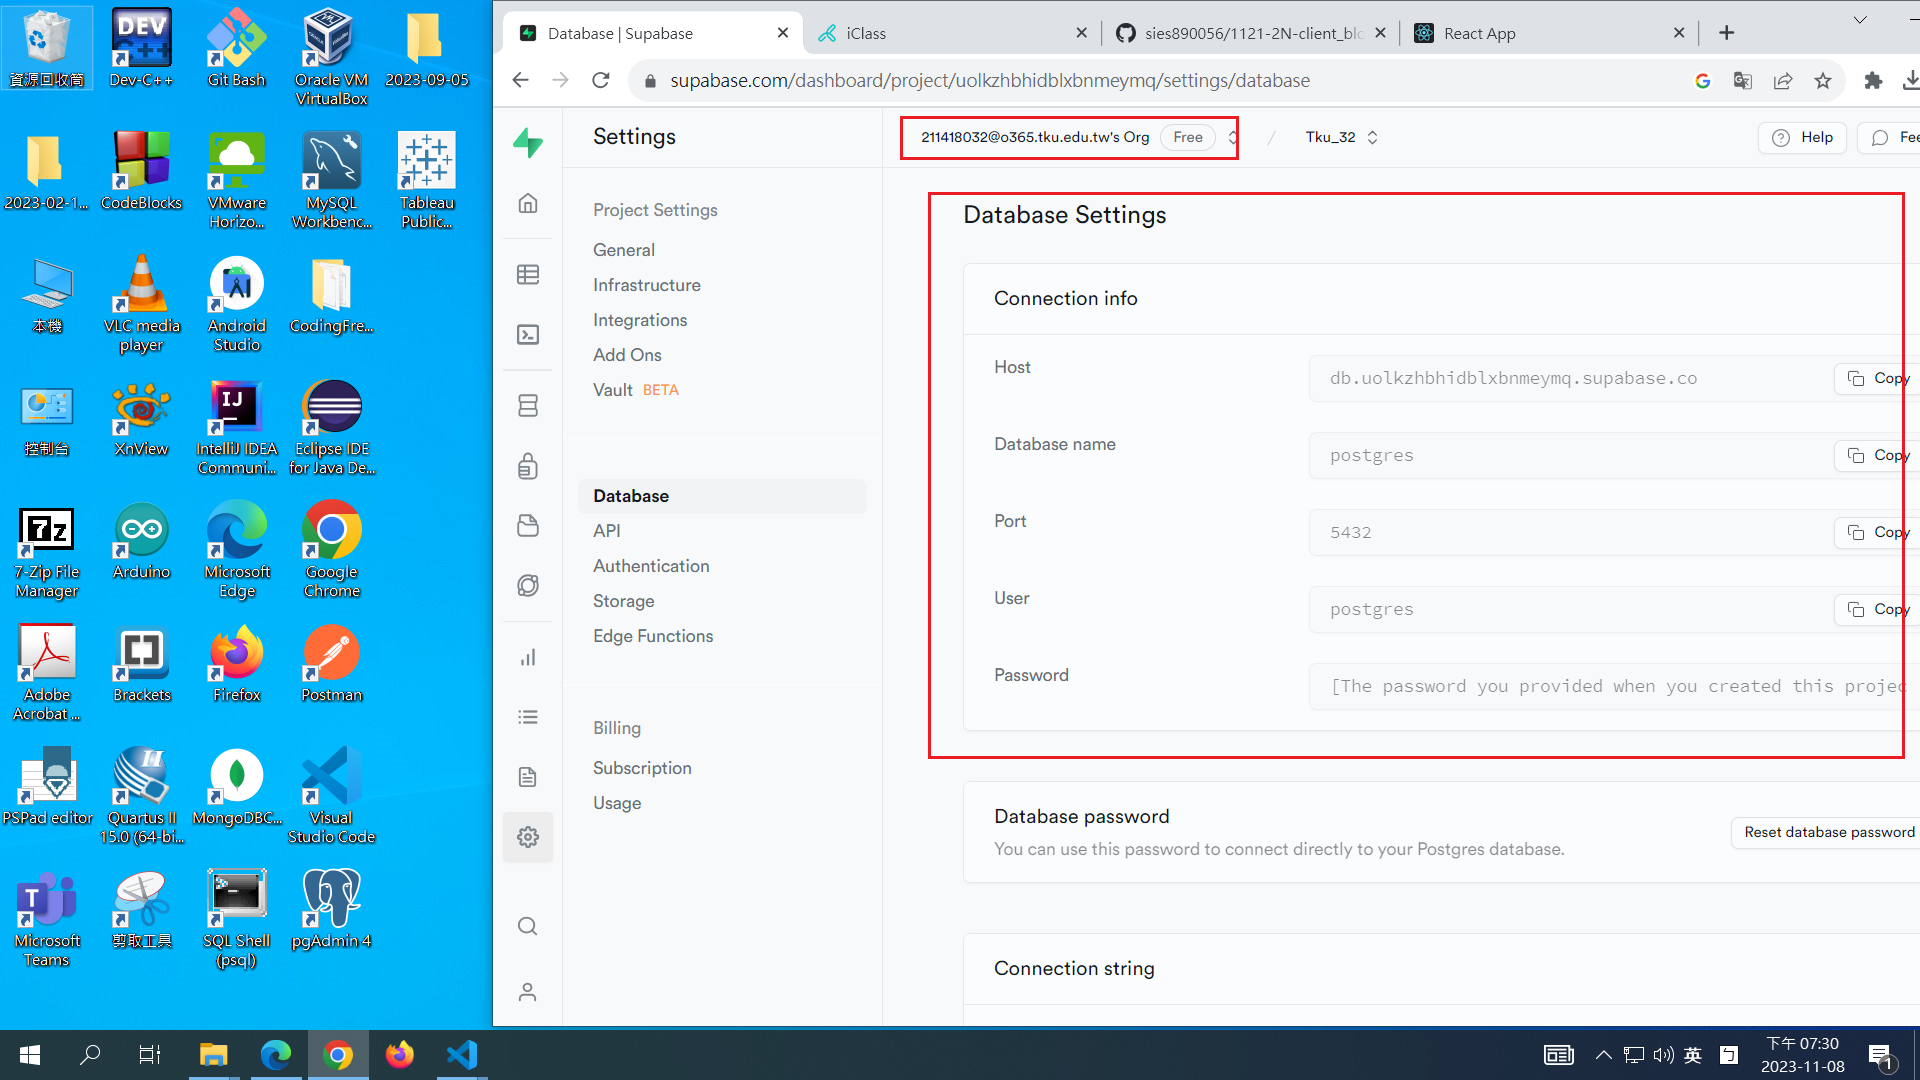 資源回收筒
Dev-C++
Git Bash
Oracle VM
VirtualBox
2023-09-05
2023-02-1...
CodeBlocks
VMware
Horizo...
MySQL
Workbenc...
Tableau
Public...
本機
VLC media
player
Android
Studio
CodingFre...
控制台
XnView
IntelliJ IDEA
Communi...
Eclipse IDE
for Java De...
7-Zip File
Manager
Arduino
Microsoft
Edge
Google
Chrome
Adobe
Acrobat ...
Brackets
Firefox
Postman
PSPad editor
Quartus II
15.0 (64-bi...
MongoDBC...
Visual
Studio Code
Microsoft
Teams
剪取工具
SQL Shell
(psql)
pgAdmin 4
Database | Supabase
iClass
sies890056/1121-2N-client_blo
React App
supabase.com/dashboard/project/uolkzhbhidblxbnmeymq/settings/database
Settings
211418032@o365.tku.edu.tw's Org Free / Tku_32
Help
Fee
Project Settings
General
Infrastructure
Integrations
Add Ons
Vault BETA
Database
API
Authentication
Storage
Edge Functions
Billing
Subscription
Usage
Database Settings
Connection info
Host
db.uolkzhbhidblxbnmeymq.supabase.co
Copy
Database name
postgres
Copy
Port
5432
Copy
User
postgres
Copy
Password
[The password you provided when you created this projec
Database password
You can use this password to connect directly to your Postgres database.
Reset database password
Connection string
英
下午 07:30
2023-11-08
1